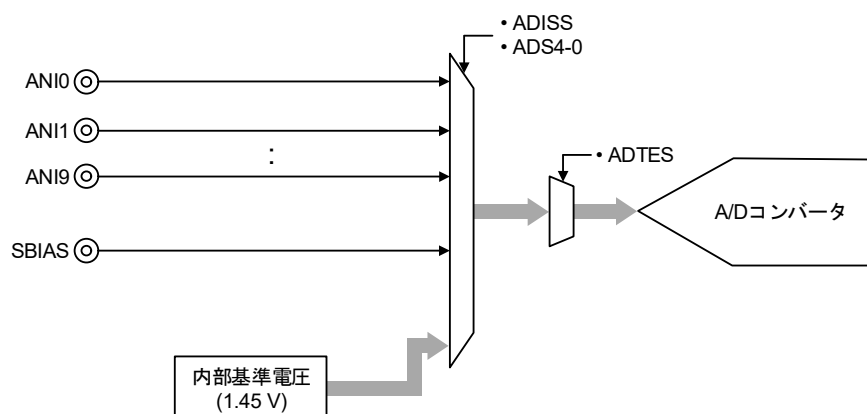 • ADISS
• ADS4-0
ANI0
ANI1
:
ANI9
• ADTES
A/Dコンバータ
SBIAS
内部基準電圧
(1.45 V)